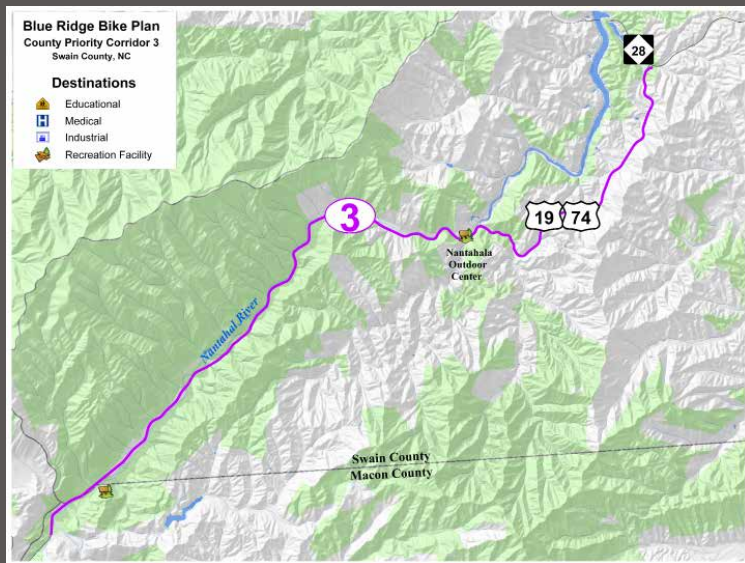 Blue Ridge Bike Plan
County Priority Corridor 3
Swain County, NC
Destinations
Educational
H Medical
Industrial
Recreation Facility
28
3
19 74
Nantahala
Outdoor
Center
Nantahal River
Swain County
Macon County